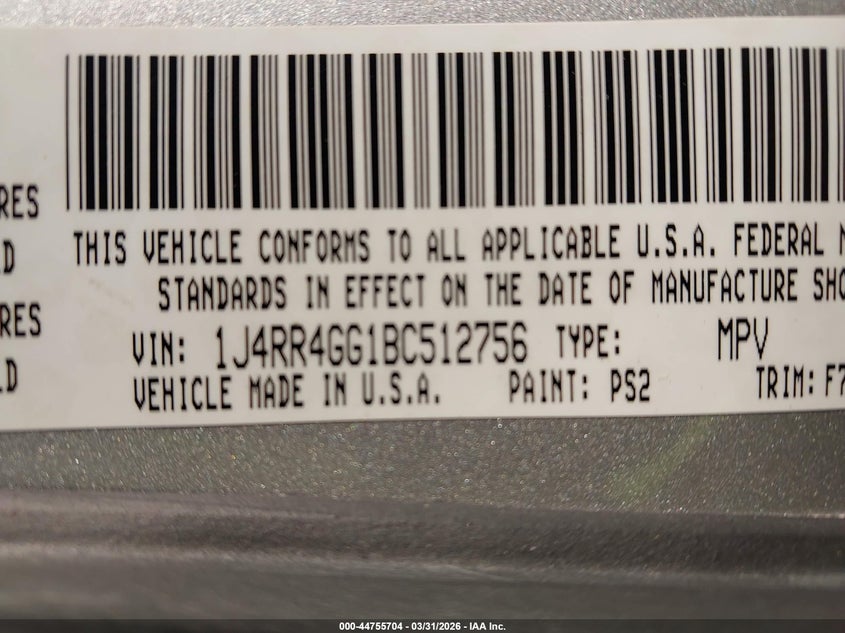 RES
THIS VEHICLE CONFORMS TO ALL APPLICABLE U.S.A. FEDERAL M
D
STANDARDS IN EFFECT ON THE DATE OF MANUFACTURE SHO
RES
VIN: 1J4RR4GG1BC512756 TYPE: MPV
LD
VEHICLE MADE IN U.S.A. PAINT: PS2 TRIM: F7
000-44755704 - 03/31/2026 - IAA Inc.